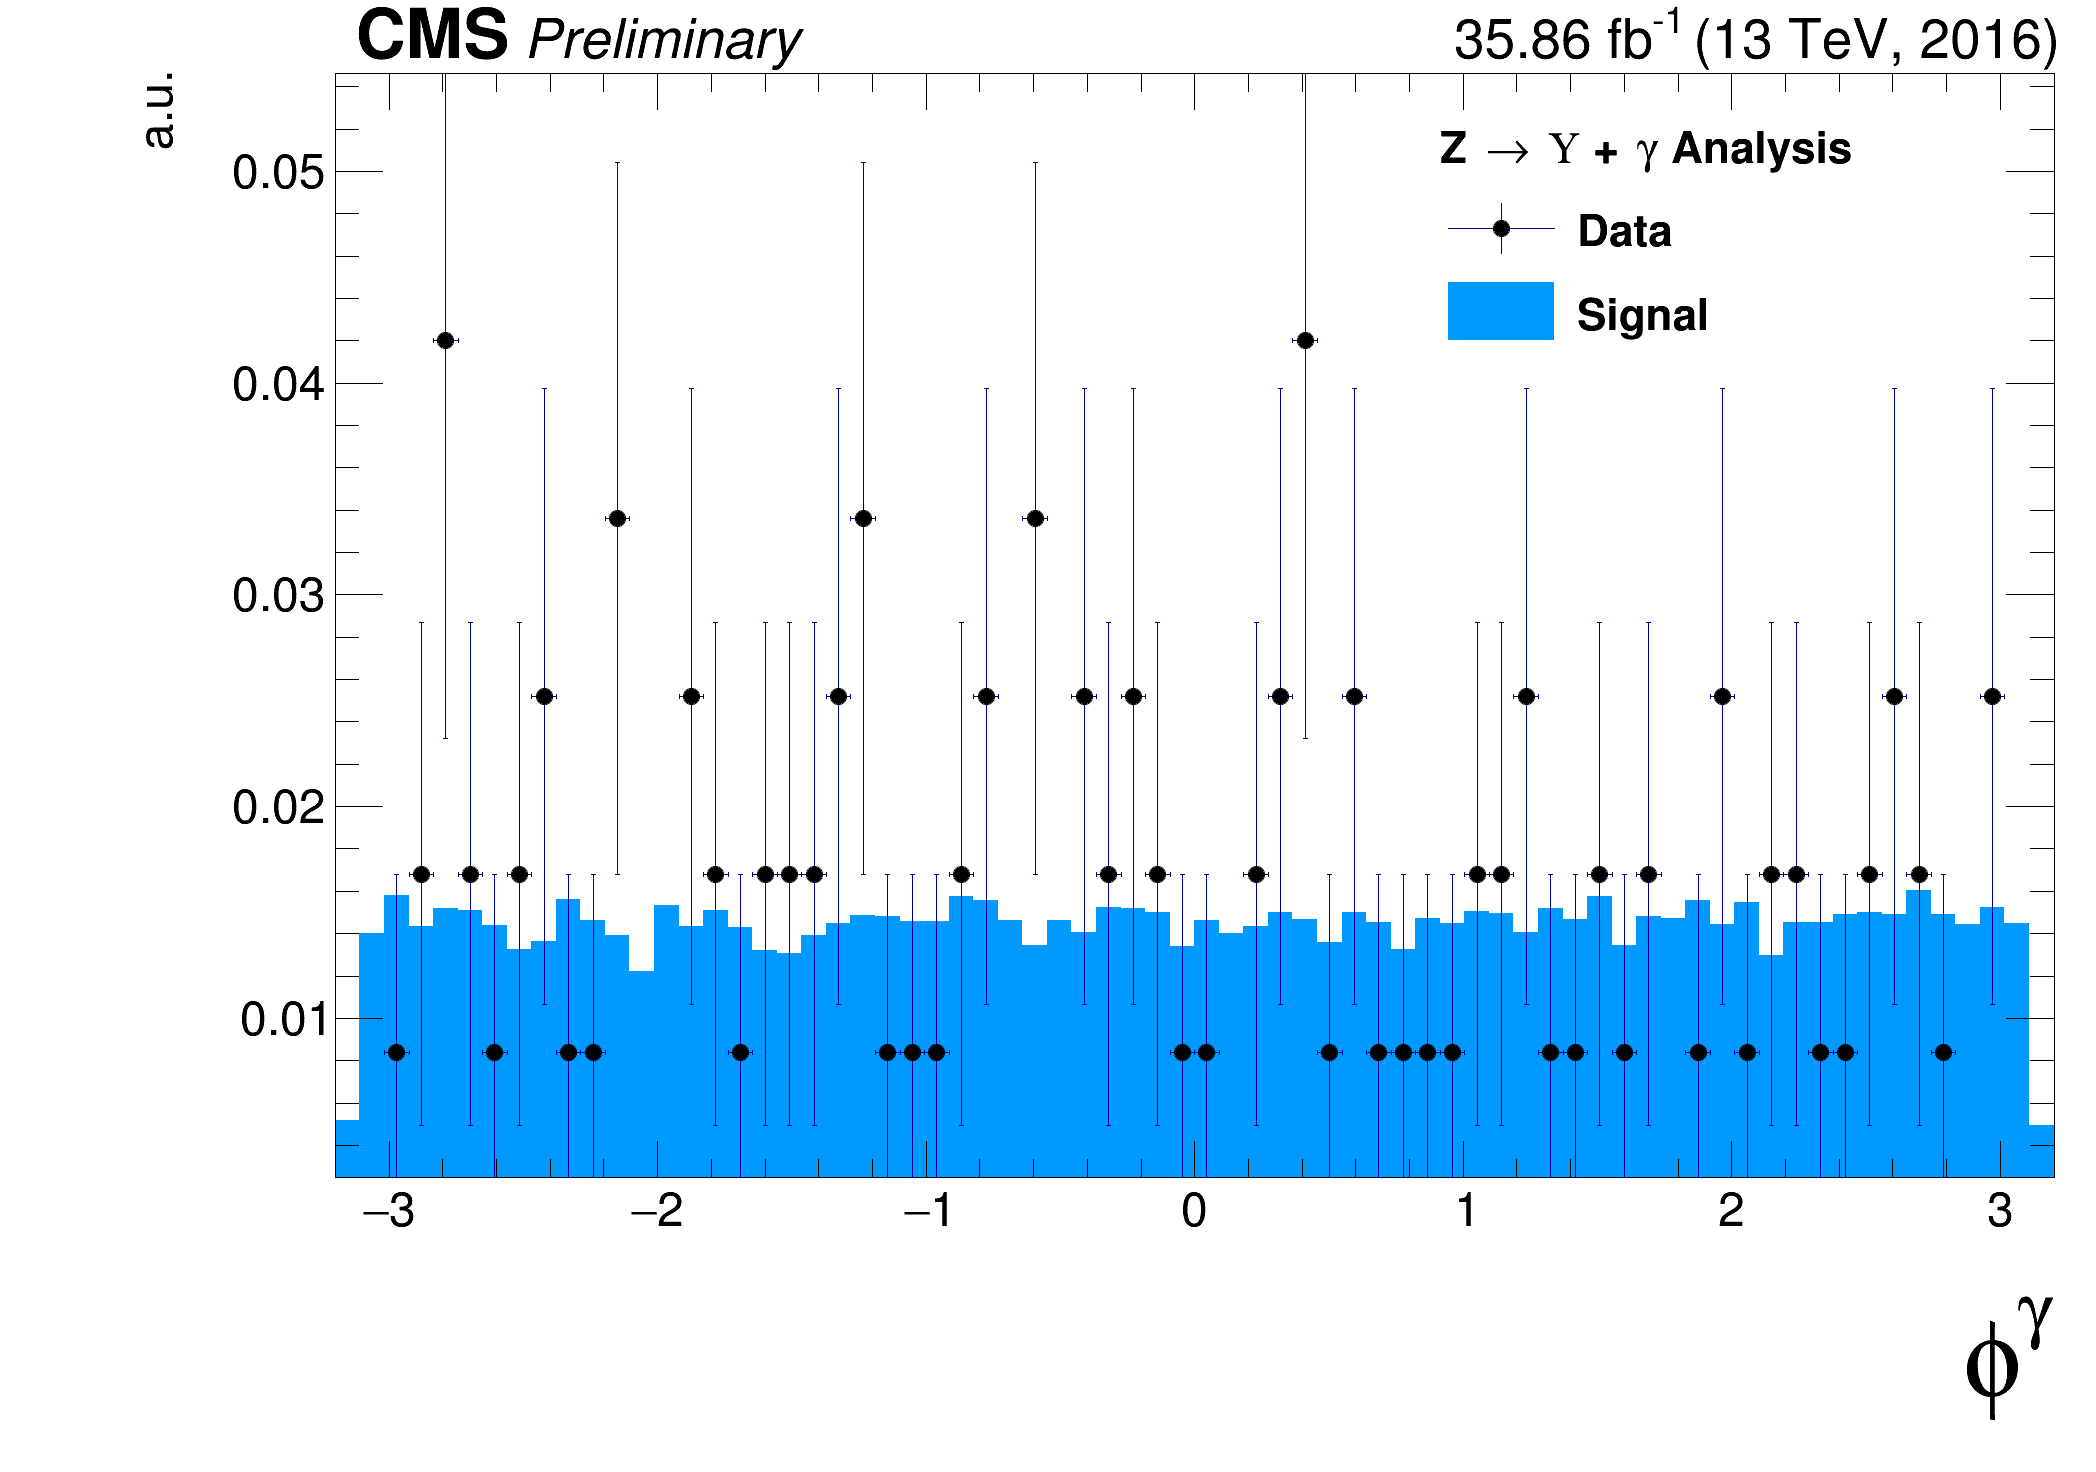 CMS Preliminary 35.86 fb⁻¹ (13 TeV, 2016)
a.u.
Z → Υ + γ Analysis
Data
Signal
0.05
0.04
0.03
0.02
0.01
−3 −2 −1 0 1 2 3
ϕ^γ